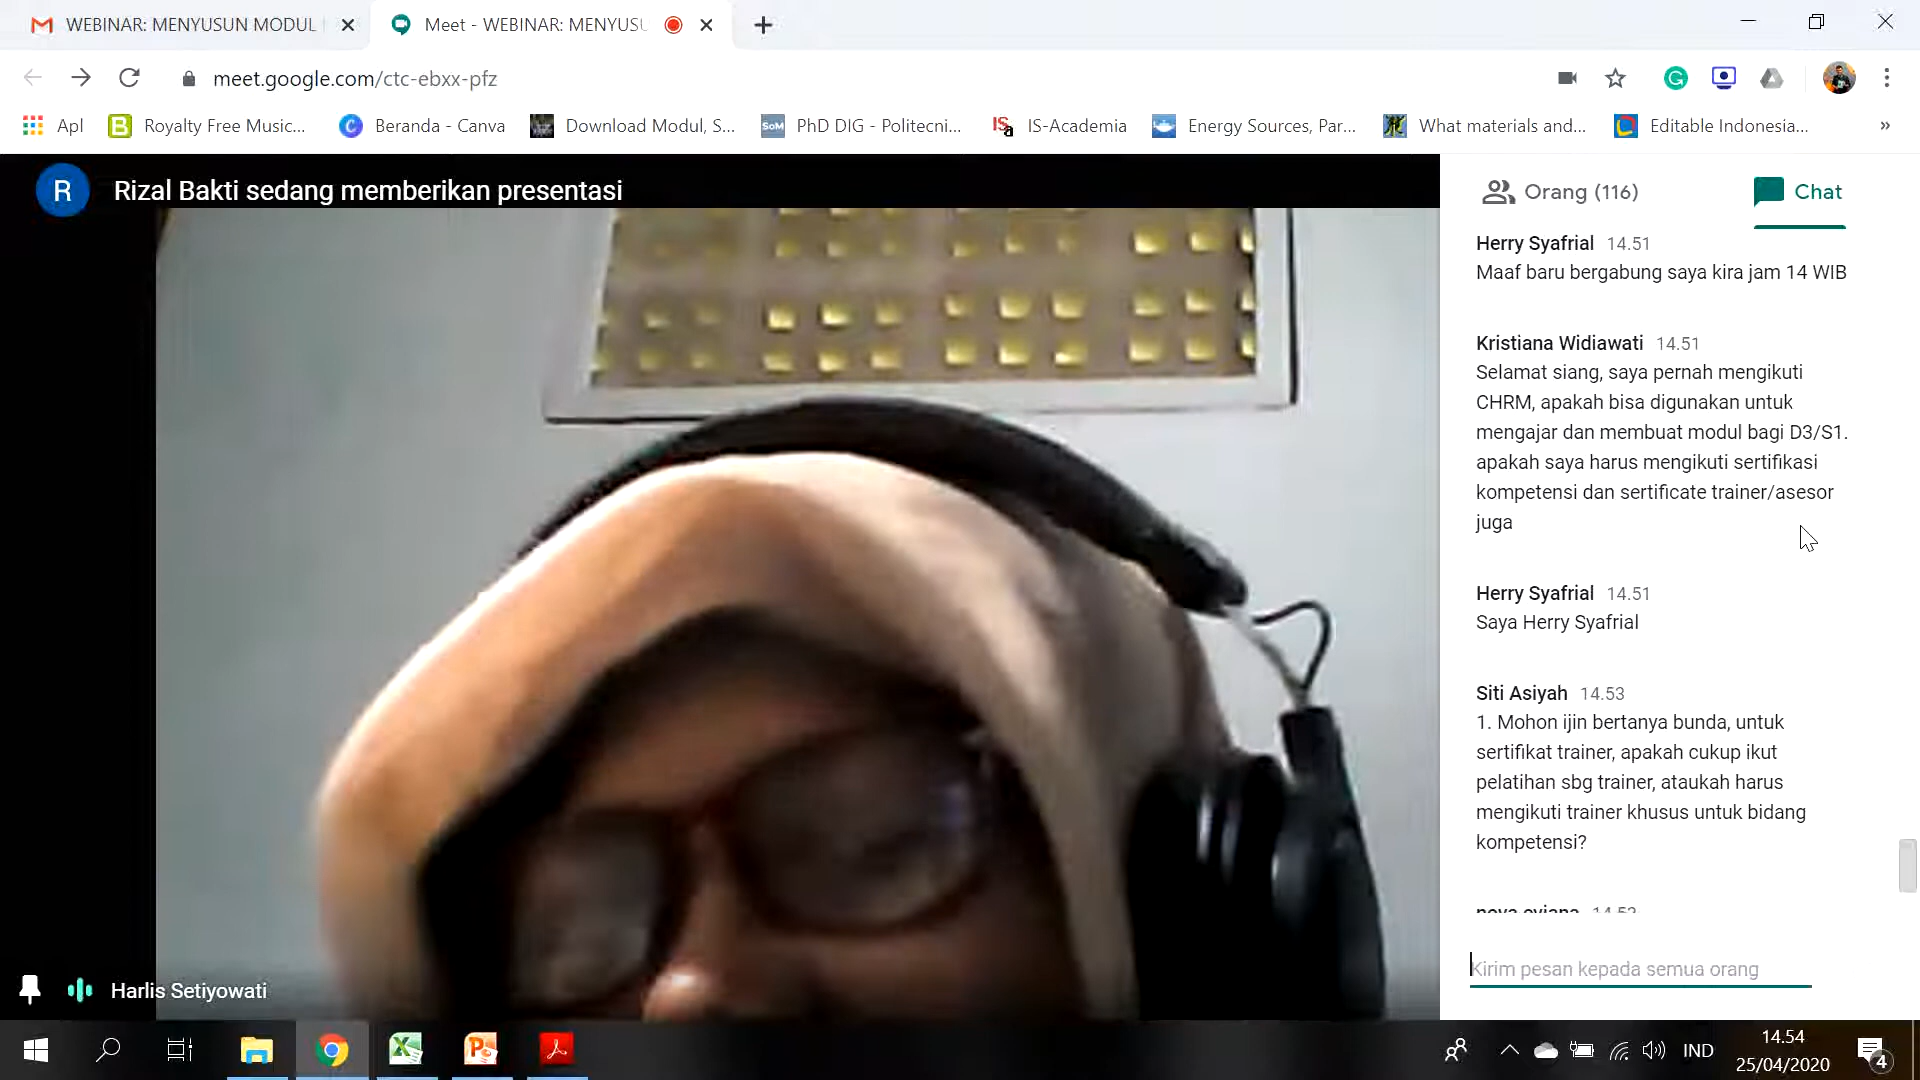 WEBINAR: MENYUSUN MODUL
Meet - WEBINAR: MENYUSU
meet.google.com/ctc-ebxx-pfz
Apl
Royalty Free Music...
Beranda - Canva
Download Modul, S...
SoM
PhD DIG - Politecni...
IS-Academia
Energy Sources, Par...
What materials and...
Editable Indonesia...
R
Rizal Bakti sedang memberikan presentasi
Orang (116)
Chat
Herry Syafrial 14.51
Maaf baru bergabung saya kira jam 14 WIB
Kristiana Widiawati 14.51
Selamat siang, saya pernah mengikuti
CHRM, apakah bisa digunakan untuk
mengajar dan membuat modul bagi D3/S1.
apakah saya harus mengikuti sertifikasi
kompetensi dan sertificate trainer/asesor
juga
Herry Syafrial 14.51
Saya Herry Syafrial
Siti Asiyah 14.53
1. Mohon ijin bertanya bunda, untuk
sertifikat trainer, apakah cukup ikut
pelatihan sbg trainer, ataukah harus
mengikuti trainer khusus untuk bidang
kompetensi?
Kirim pesan kepada semua orang
Harlis Setiyowati
IND
14.54
25/04/2020
4